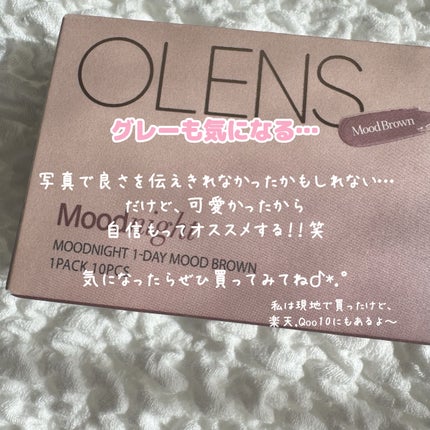 OLENS
Mood Brown
グレーも気になる…
写真で良さを伝えきれなかったかもしれない…
だけど、可愛かったから
自信もってオススメする!!笑
Moodnight
MOODNIGHT 1-DAY MOOD BROWN
1PACK 10PCS
気になったらぜひ買ってみてねd*.°
私は現地で買ったけど、
楽天,Qoo10にもあるよ〜